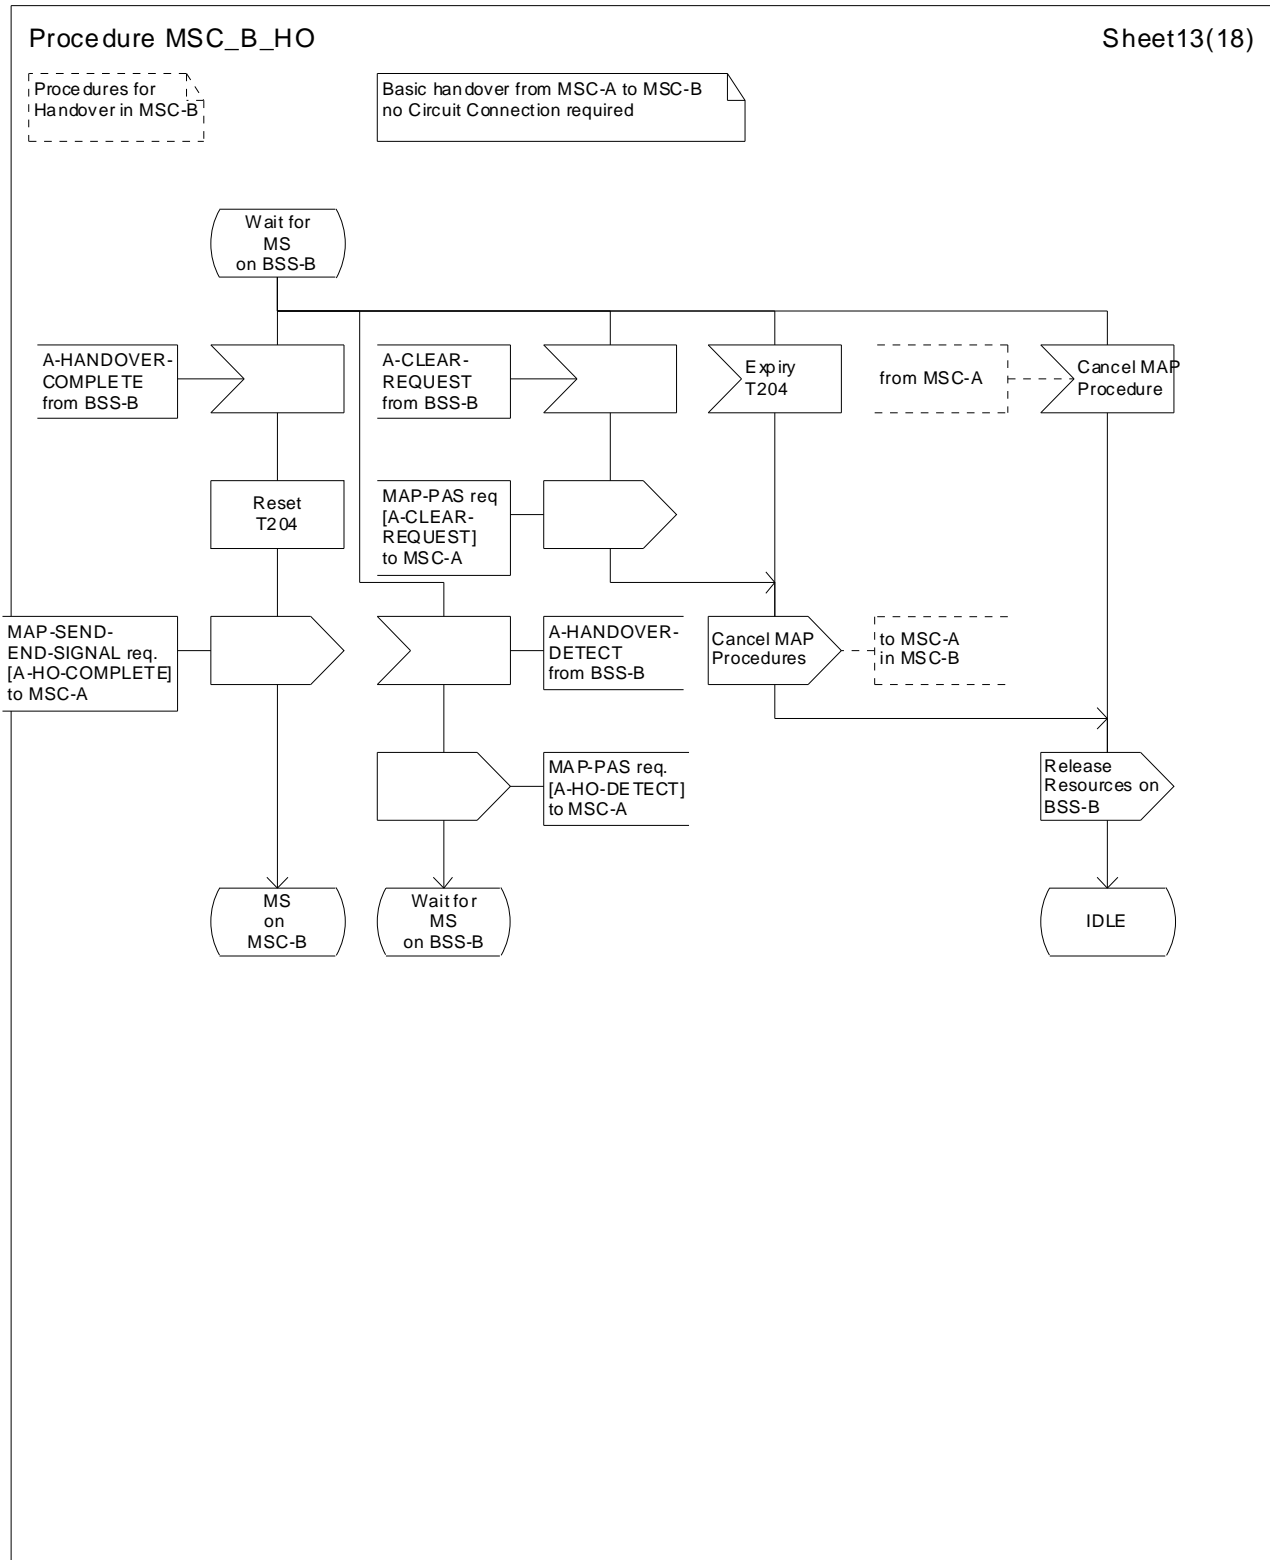 Procedure MSC_B_HO
Sheet13(18)
Procedures for
Handover in MSC-B
Basic handover from MSC-A to MSC-B
no Circuit Connection required
Wait for
MS
on BSS-B
A-HANDOVER-
COMPLETE
from BSS-B
A-CLEAR-
REQUEST
from BSS-B
Expiry
T204
from MSC-A
Cancel MAP
Procedure
Reset
T204
MAP-PAS req
[A-CLEAR-
REQUEST]
to MSC-A
MAP-SEND-
END-SIGNAL req.
[A-HO-COMPLETE]
to MSC-A
A-HANDOVER-
DETECT
from BSS-B
Cancel MAP
Procedures
to MSC-A
in MSC-B
MAP-PAS req.
[A-HO-DETECT]
to MSC-A
Release
Resources on
BSS-B
MS
on
MSC-B
Wait for
MS
on BSS-B
IDLE